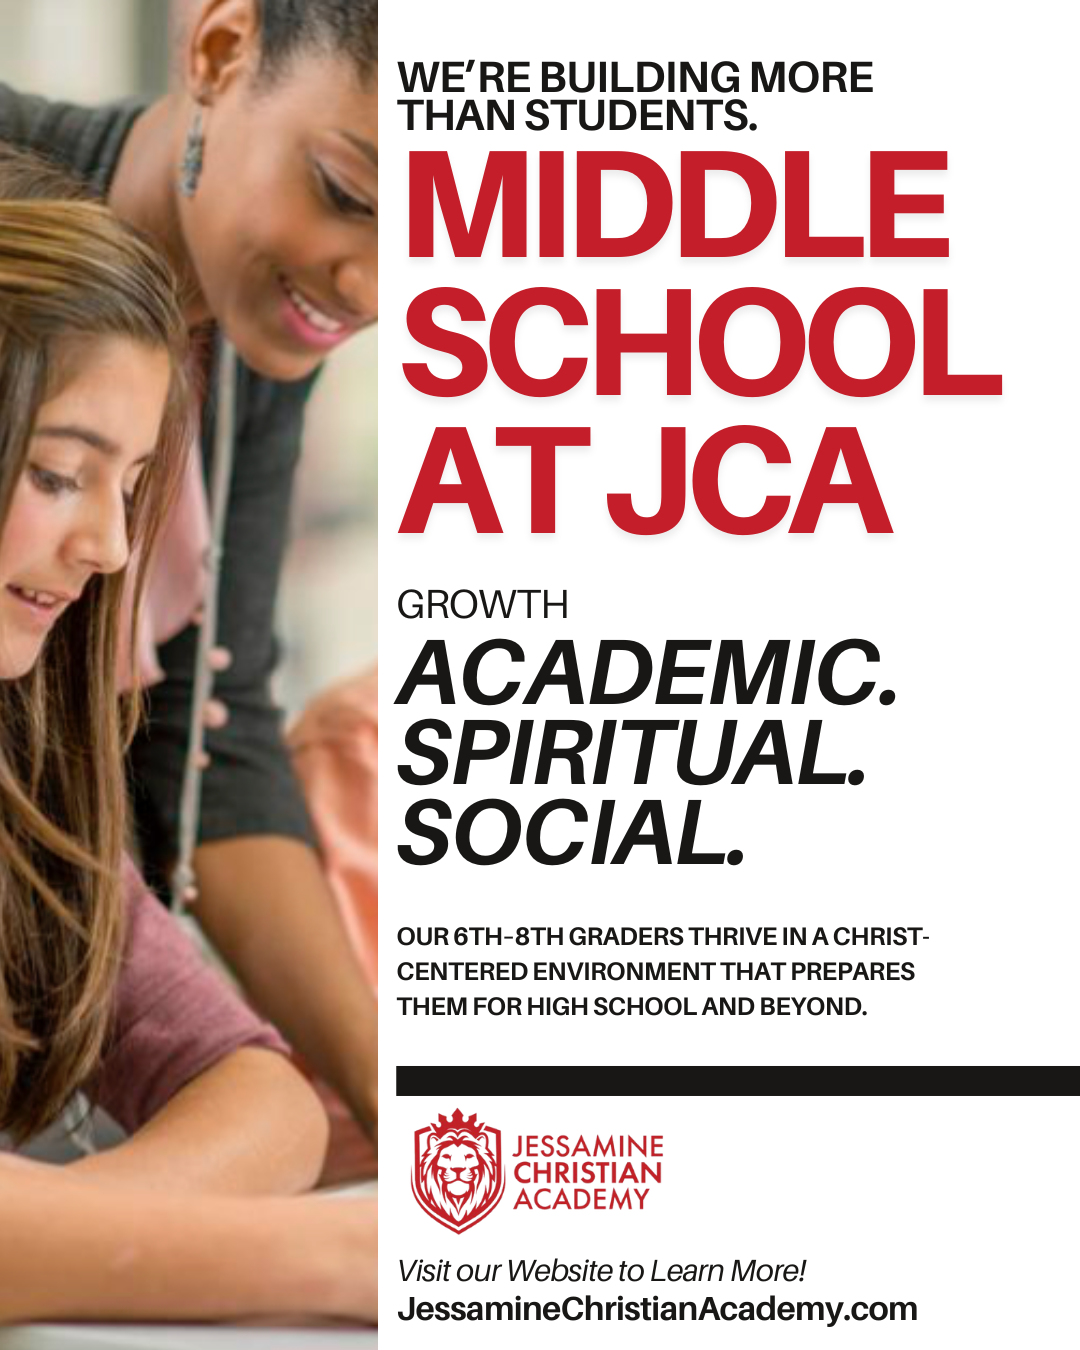 WE’RE BUILDING MORE
THAN STUDENTS.
MIDDLE
SCHOOL
AT JCA
GROWTH
ACADEMIC.
SPIRITUAL.
SOCIAL.
OUR 6TH–8TH GRADERS THRIVE IN A CHRIST-
CENTERED ENVIRONMENT THAT PREPARES
THEM FOR HIGH SCHOOL AND BEYOND.
JESSAMINE
CHRISTIAN
ACADEMY
Visit our Website to Learn More!
JessamineChristianAcademy.com